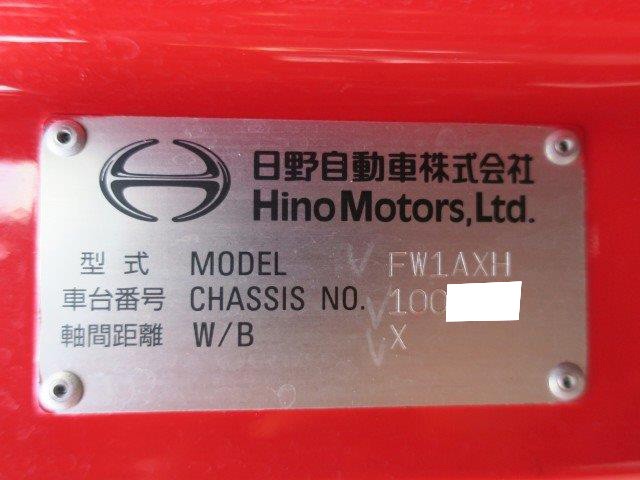 日野自動車株式会社
Hino Motors, Ltd.
型式 MODEL FW1AXH
車台番号 CHASSIS NO. 100
軸間距離 W/B X